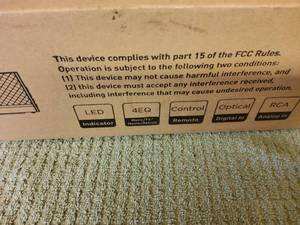 This device complies with part 15 of the FCC Rules.
Operation is subject to the following two conditions:
(1) This device may not cause harmful interference, and
(2) this device must accept any interference received,
including interference that may cause undesired operation.
LED 4EQ Control Optical RCA
Indicator Remote Digital In Analog In